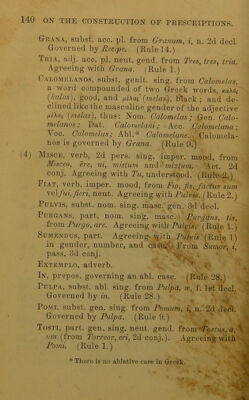 140 ON THE CONSTRUCTION OF PRESCRIPTIONS.
GRANA, subst. acc. pl. from Granum, i, n. 2d decl.
Governed by Recipe. (Rule 14.)
TRIA, adj. acc. pl. neut. gend. from Tres, tres, tria.
Agreeing with Grana. (Rule 1.)
CALOMELANOS, subst. genit. sing. from Calomelas,
a word compounded of two Greek words, καλὸς
(kalos), good, and μέλας (melas), Black; and de-
clined like the masculine gender of the adjective
μέλας (melas), thus: Nom. Calomelas; Gen. Calo-
melanos; Dat. Calomelani; Acc. Calomelana;
Voc. Calomelas; Abl.* Calomelane. Calomela-
nos is governed by Grana. (Rule 9.)
(4) MISCE, verb, 2d pers. sing. imper. mood, from
Misceo, ere, ui, mistum and mixtum. Act. 2d
conj. Agreeing with Tu, understood. (Rule 2.)
FIAT, verb, imper. mood, from Fio, fis, factus sum
vel fui, fieri, neut. Agreeing with Pulvis. (Rule 2.)
PULVIS, subst. nom. sing. masc. gen. 3d decl.
PURGANS, part. nom. sing. masc. Purgans, tis,
from Purgo, are. Agreeing with Pulvis. (Rule 1.)
SUMENDUS, part. Agreeing with Pulvis (Rule 1)
in gender, number, and case. From Sumor, i,
pass. 3d conj.
EXTEMPLO, adverb.
IN, prepos. governing an abl. case. (Rule 28.)
PULPA, subst. abl. sing. from Pulpa, æ, f. 1st decl.
Governed by in. (Rule 28.)
POMI, subst. gen. sing. from Pomum, i, n. 2d decl.
Governed by Pulpa. (Rule 9.)
TOSTI, part. gen. sing. neut. gend. from Tostus, a,
um (from Torreor, eri, 2d conj.). Agreeing with
Pomi. (Rule 1.)
* There is no ablative case in Greek.